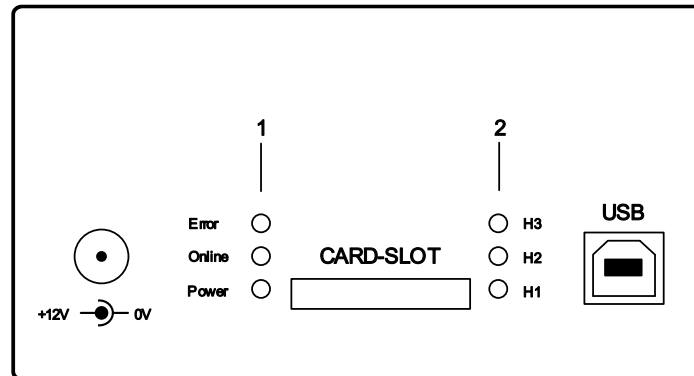 1
2
Error
H3
USB
Online
CARD-SLOT
H2
Power
H1
+12V
0V